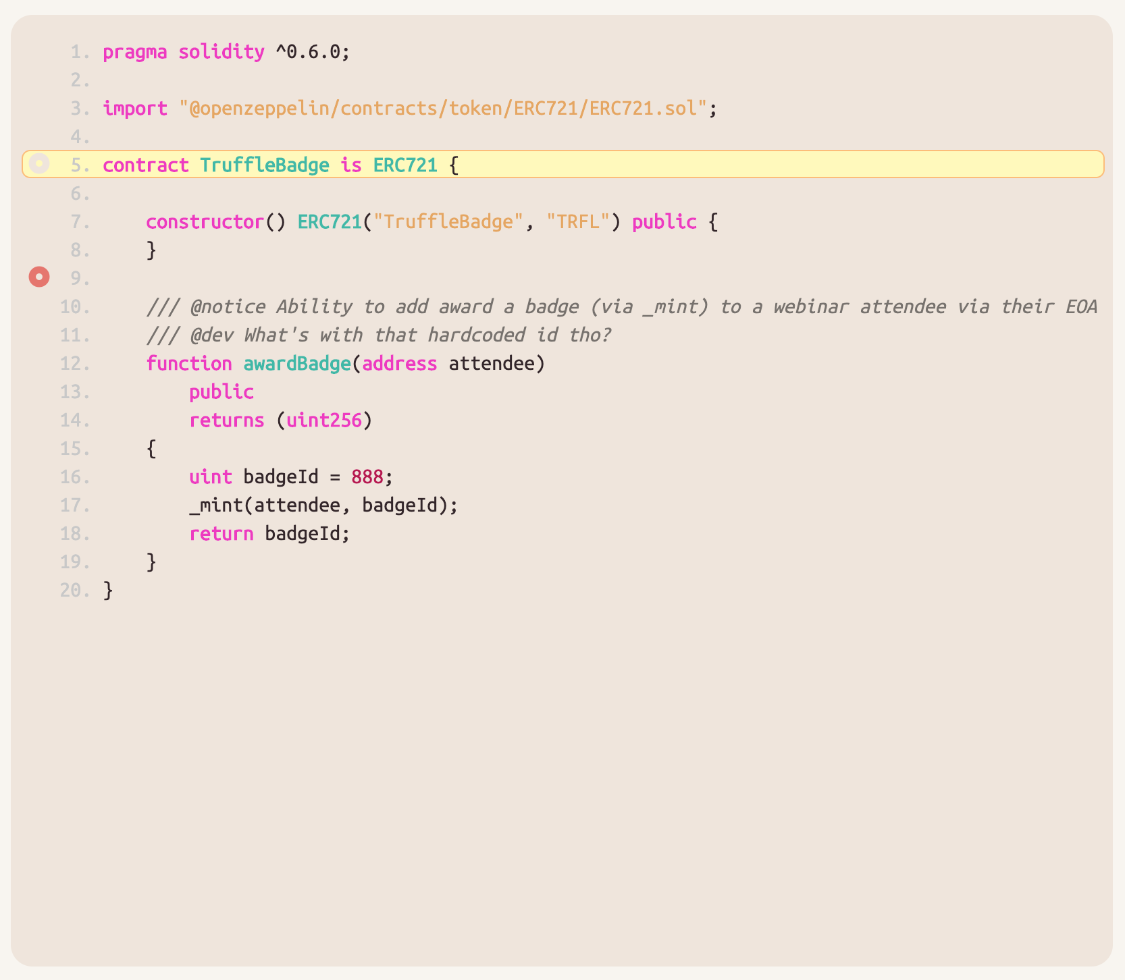 1. pragma solidity ^0.6.0;
2.
3. import "@openzeppelin/contracts/token/ERC721/ERC721.sol";
4.
5. contract TruffleBadge is ERC721 {
6.
7.     constructor() ERC721("TruffleBadge", "TRFL") public {
8.     }
9.
10.     /// @notice Ability to add award a badge (via _mint) to a webinar attendee via their EOA
11.     /// @dev What's with that hardcoded id tho?
12.     function awardBadge(address attendee)
13.         public
14.         returns (uint256)
15.     {
16.         uint badgeId = 888;
17.         _mint(attendee, badgeId);
18.         return badgeId;
19.     }
20. }